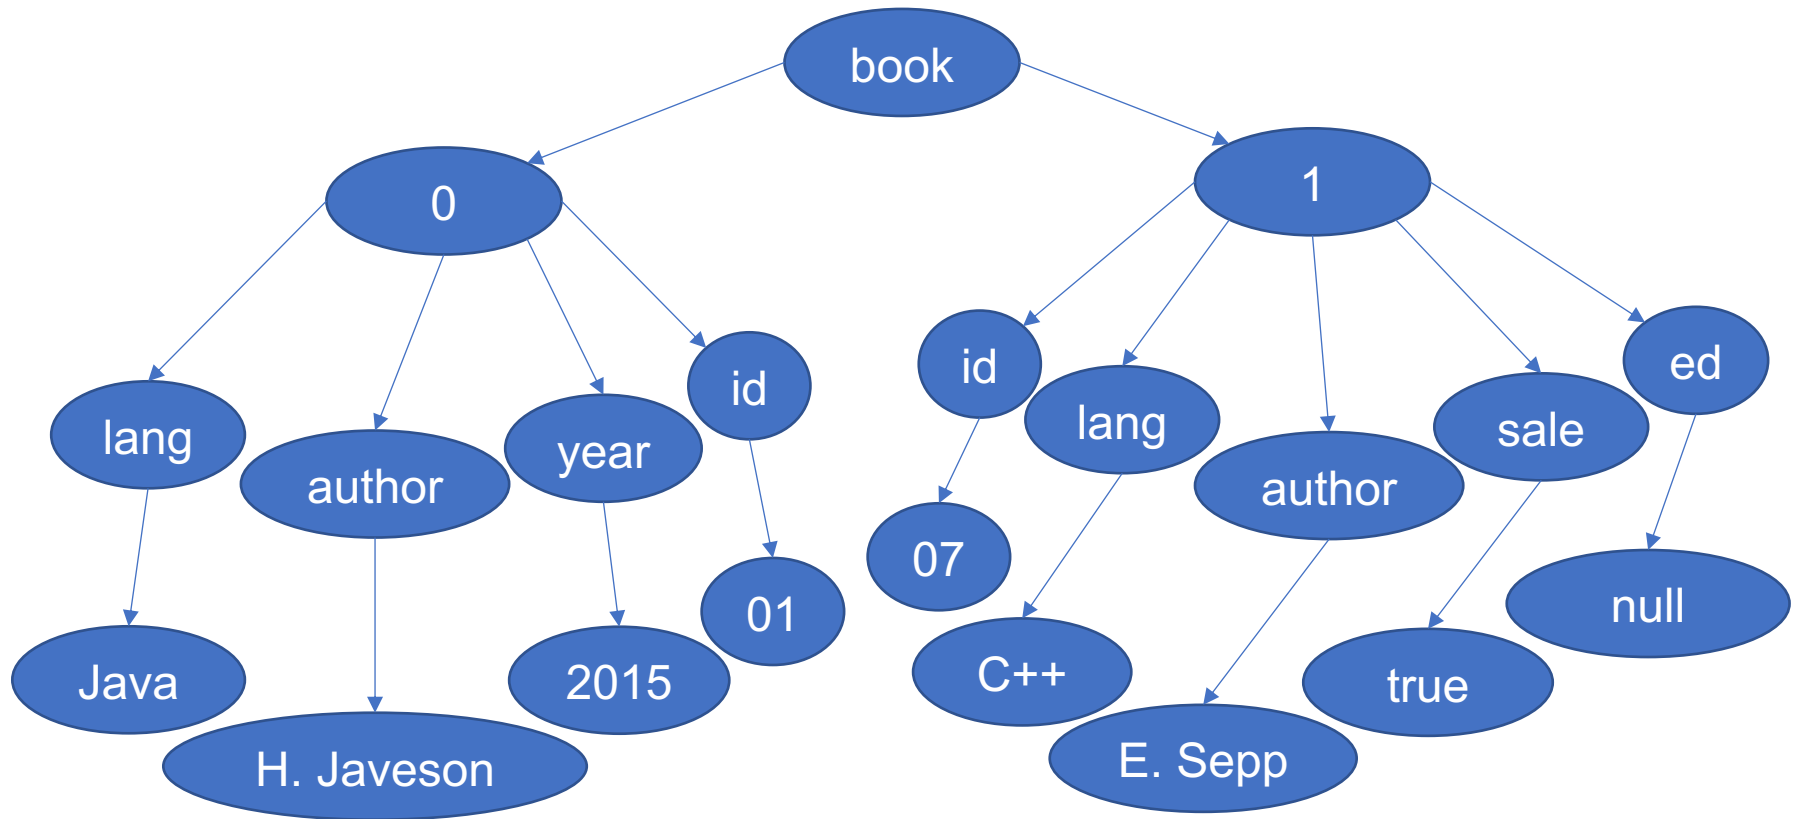 book
0
1
lang
author
year
id
id
lang
author
sale
ed
Java
H. Javeson
2015
01
07
C++
E. Sepp
true
null